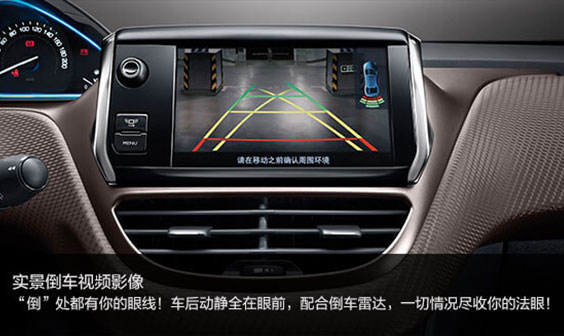 MENU
请在移动之前确认周围环境
实景倒车视频影像
“倒”处都有你的眼线！车后动静全在眼前，配合倒车雷达，一切情况尽收你的法眼！